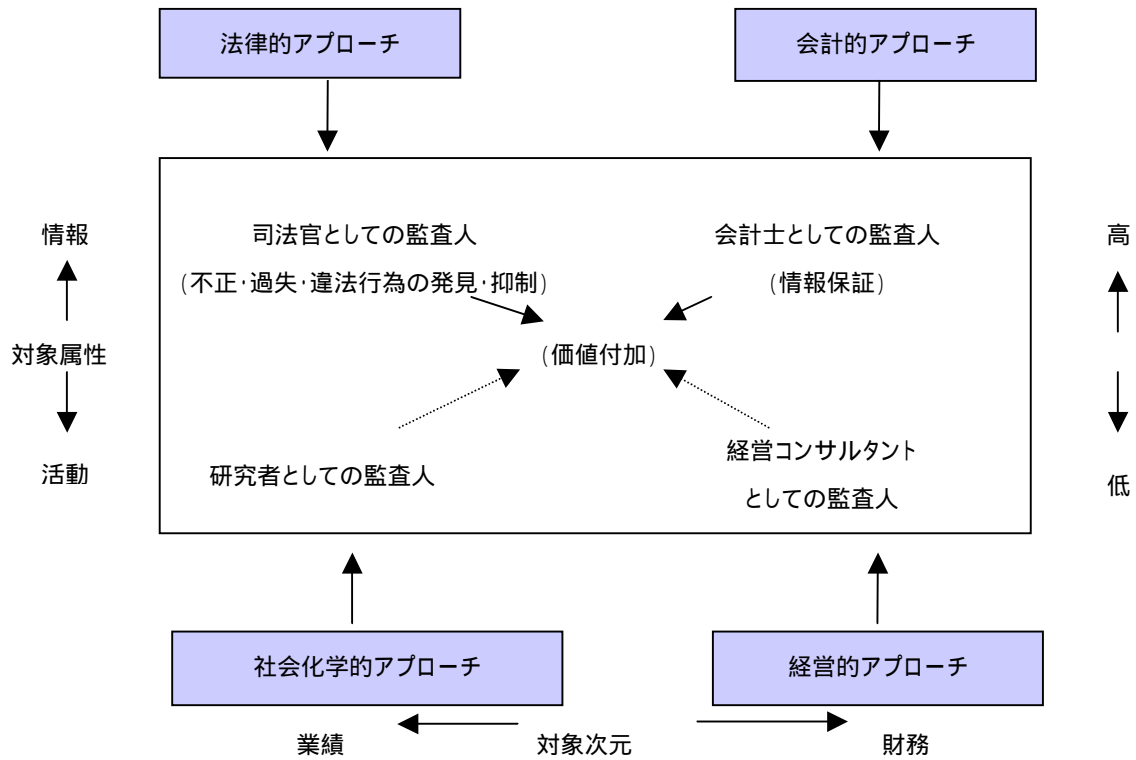 法律的アプローチ
会計的アプローチ
情報
司法官としての監査人
会計士としての監査人
高
(不正・過失・違法行為の発見・抑制)
(情報保証)
対象属性
(価値付加)
活動
研究者としての監査人
経営コンサルタント
としての監査人
低
社会化学的アプローチ
経営的アプローチ
業績
対象次元
財務